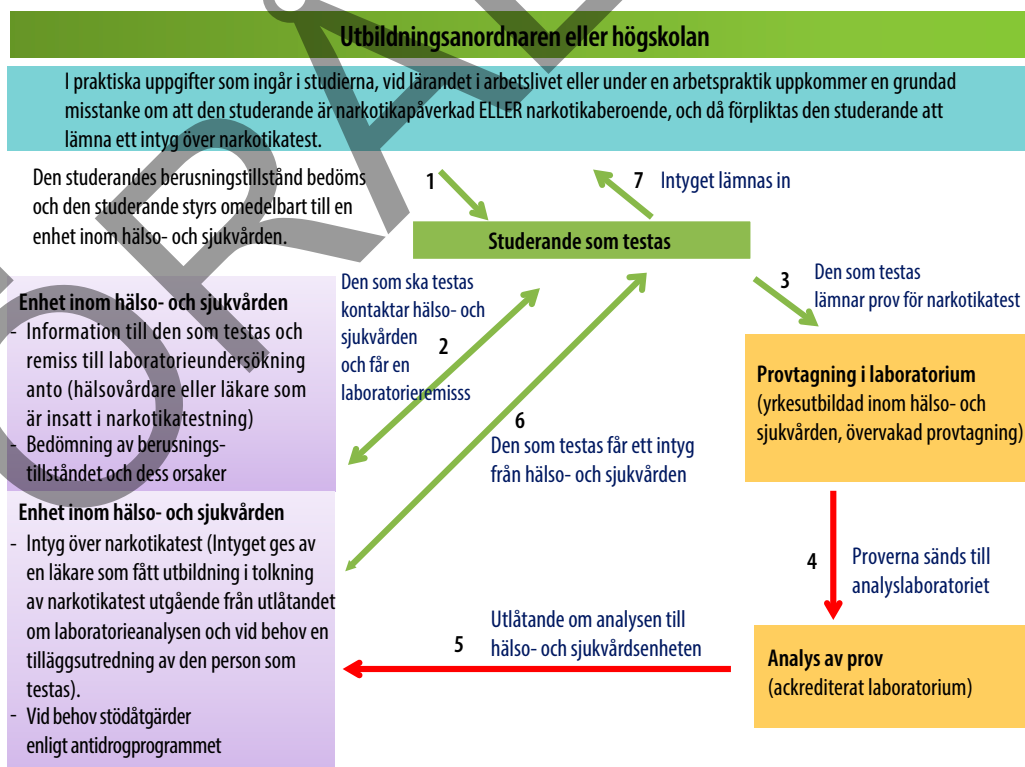 Utbildningsanordnaren eller högskolan
I praktiska uppgifter som ingår i studierna, vid lärandet i arbetslivet eller under en arbetspraktik uppkommer en grundad
misstanke om att den studerande är narkotikapåverkad ELLER narkotikaberoende, och då förpliktas den studerande att
lämna ett intyg över narkotikatest.
Den studerandes berusningstillstånd bedöms
och den studerande styrs omedelbart till en
enhet inom hälso- och sjukvården.
1
7 Intyget lämnas in
Studerande som testas
Enhet inom hälso- och sjukvården
- Information till den som testas och
remiss till laboratorieundersökning
anto (hälsovårdare eller läkare som
är insatt i narkotikatestning)
- Bedömning av berusnings-
tillståndet och dess orsaker
Den som ska testas
kontaktar hälso- och
sjukvården
och får en
laboratorieremisss
2
3
Den som testas
lämnar prov för narkotikatest
Provtagning i laboratorium
(yrkesutbildad inom hälso- och
sjukvården, övervakad provtagning)
6
Den som testas får ett intyg
från hälso- och sjukvården
Enhet inom hälso- och sjukvården
- Intyg över narkotikatest (Intyget ges av
en läkare som fått utbildning i tolkning
av narkotikatest utgående från utlåtandet
om laboratorieanalysen och vid behov en
tilläggsutredning av den person som
testas).
- Vid behov stödåtgärder
enligt antidrogprogrammet
4
Proverna sänds till
analyslaboratoriet
5
Utlåtande om analysen till
hälso- och sjukvårdsenheten
Analys av prov
(ackrediterat laboratorium)